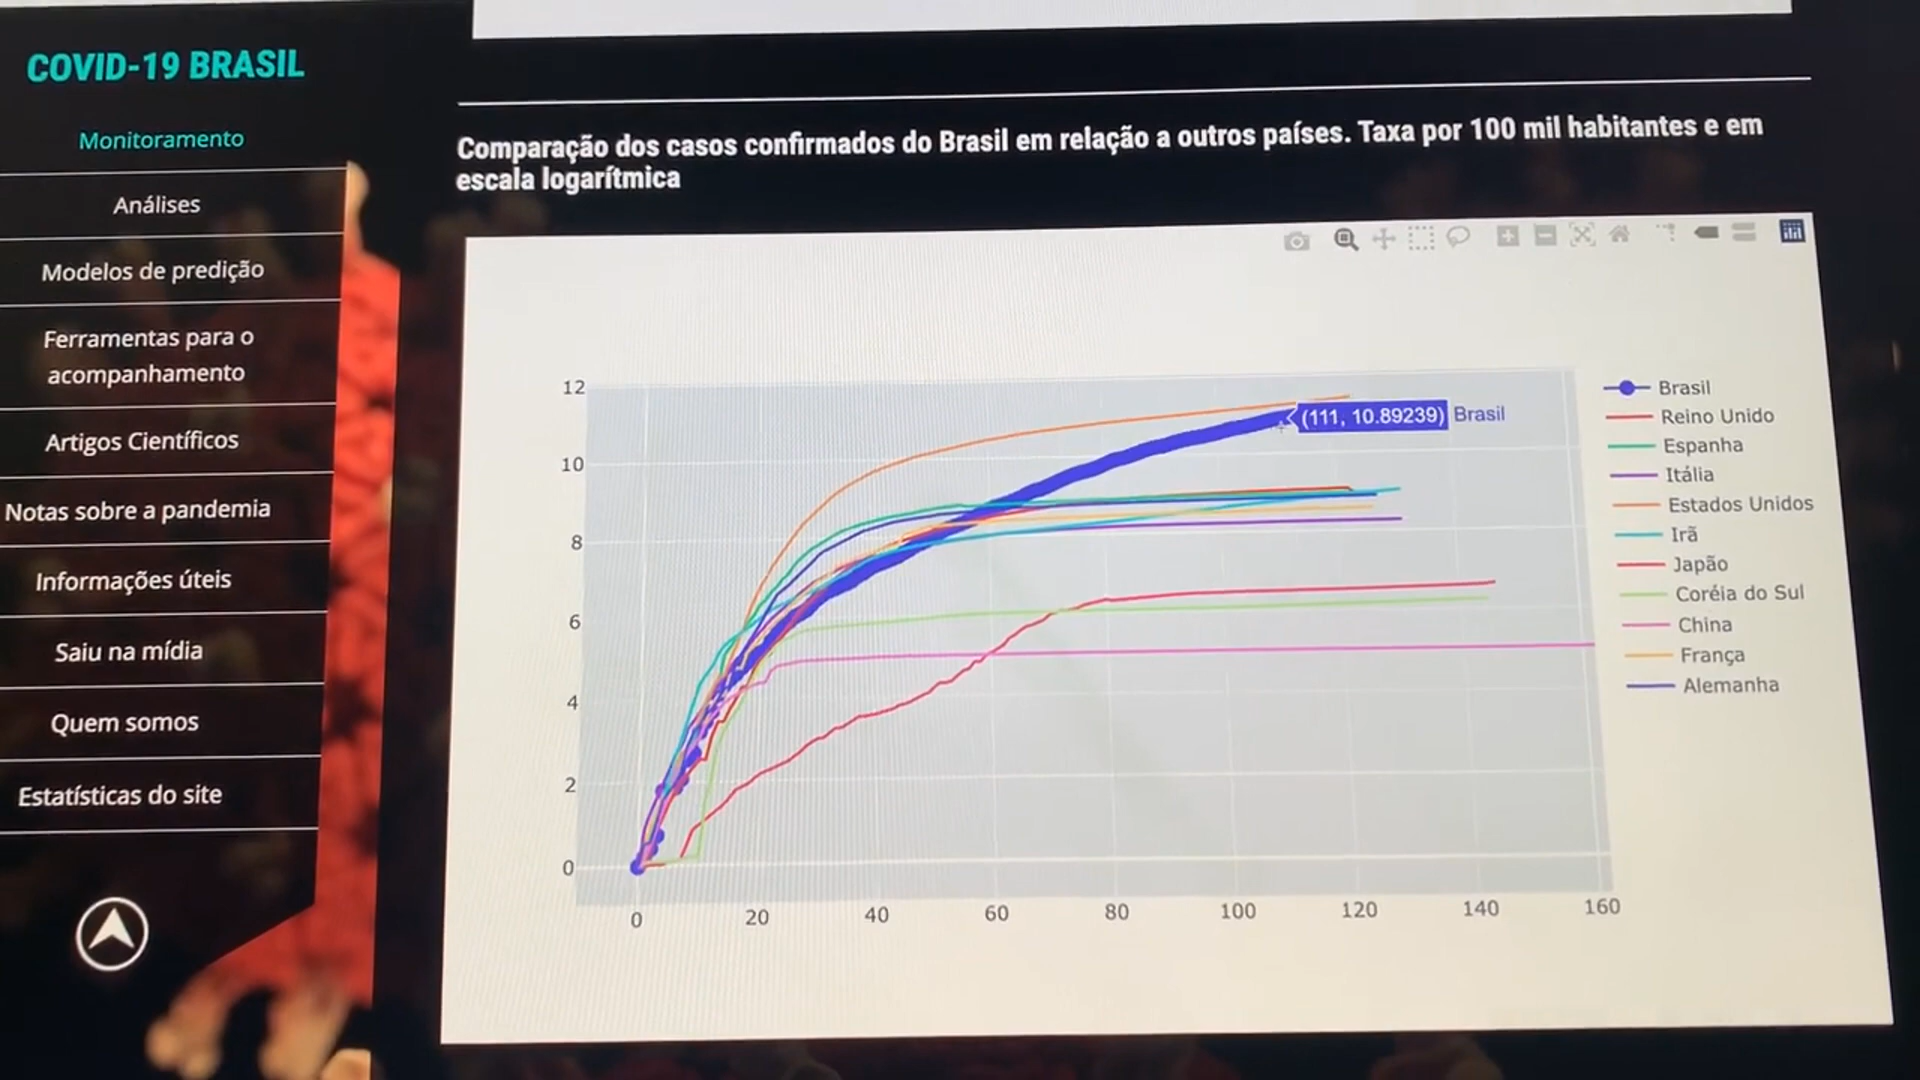 COVID-19 BRASIL
Monitoramento
Análises
Modelos de predição
Ferramentas para o
acompanhamento
Artigos Científicos
Notas sobre a pandemia
Informações úteis
Saiu na mídia
Quem somos
Estatísticas do site
Comparação dos casos confirmados do Brasil em relação a outros países. Taxa por 100 mil habitantes e em
escala logarítmica
12
10
8
6
4
2
0
0 20 40 60 80 100 120 140 160
(111, 10.89239) Brasil
Brasil
Reino Unido
Espanha
Itália
Estados Unidos
Irã
Japão
Coréia do Sul
China
França
Alemanha